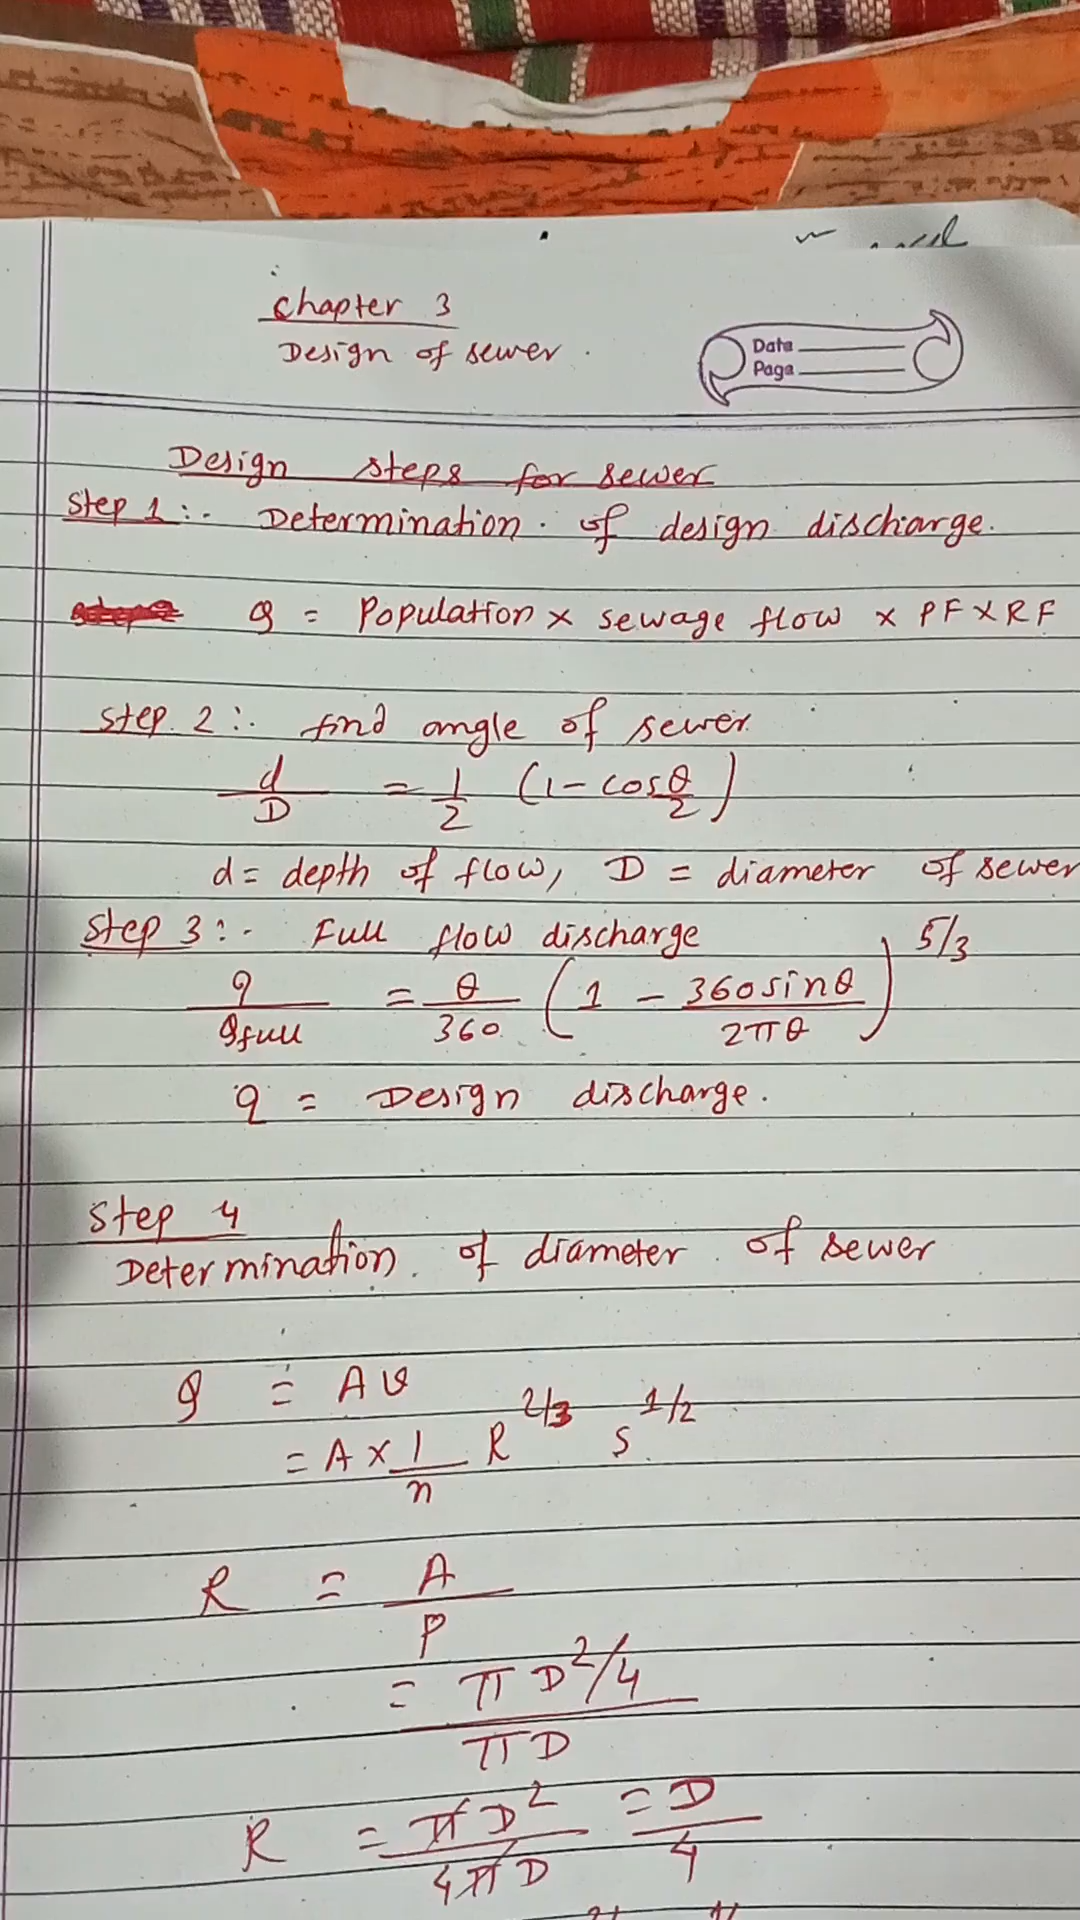 Chapter 3
Design of sewer.
Date
Paga
Design steps for sewer
Step 1:- Determination of design discharge.
Q = Population × sewage flow × PF × RF
Step 2:- find angle of sewer
d/D = 1/2 (1 - cos θ/2)
d = depth of flow, D = diameter of sewer
Step 3:- Full flow discharge
q/qfull = θ/360 (1 - 360 sinθ/2πθ)^5/3
q = Design discharge.
Step 4
Determination of diameter of sewer
Q = AV
= A × 1/n R^2/3 S^1/2
R = A/P
= πD²/4 / πD
R = πD²/4πD = D/4